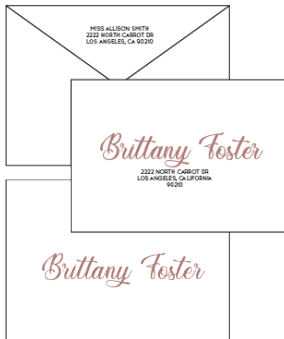 MISS ALLISON SMITH
2222 NORTH CARROT DR
LOS ANGELES, CA 90210
Brittany Foster
2222 NORTH CARROT DR
LOS ANGELES, CALIFORNIA
90210
Brittany Foster